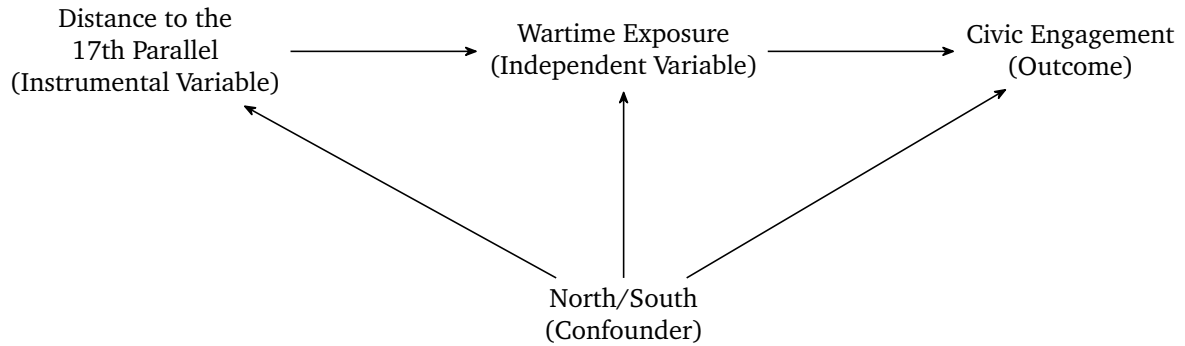 Distance to the
17th Parallel
(Instrumental Variable)
Wartime Exposure
(Independent Variable)
Civic Engagement
(Outcome)
North/South
(Confounder)